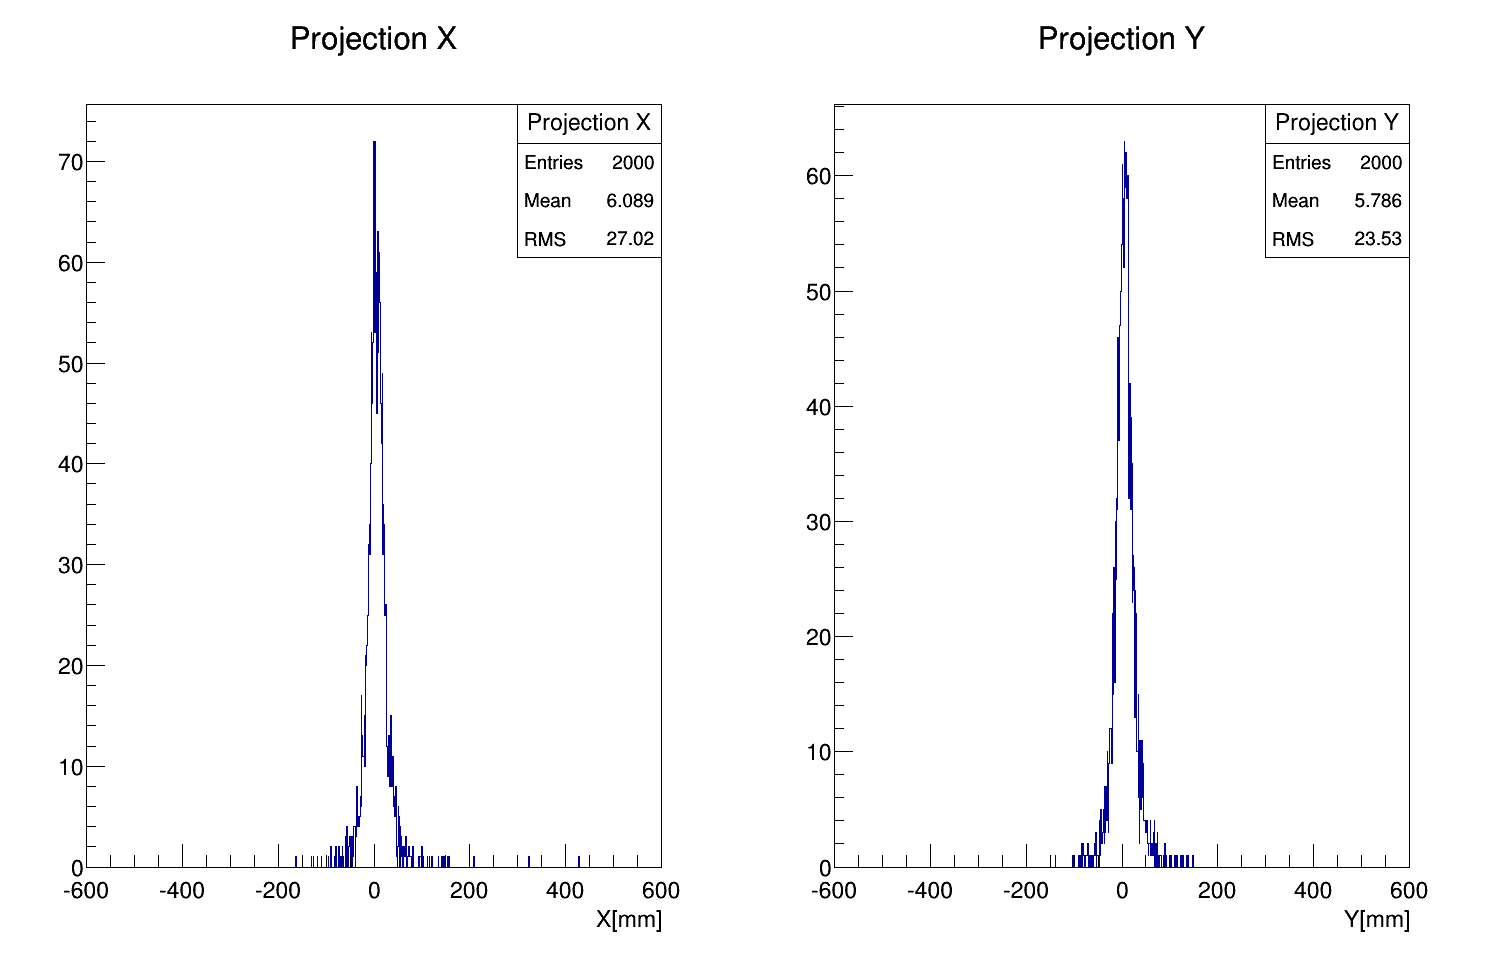 Projection X
Projection X
Entries 2000
Mean 6.089
RMS 27.02
70
60
50
40
30
20
10
0
-600 -400 -200 0 200 400 600
X[mm]
Projection Y
Projection Y
Entries 2000
Mean 5.786
RMS 23.53
60
50
40
30
20
10
0
-600 -400 -200 0 200 400 600
Y[mm]